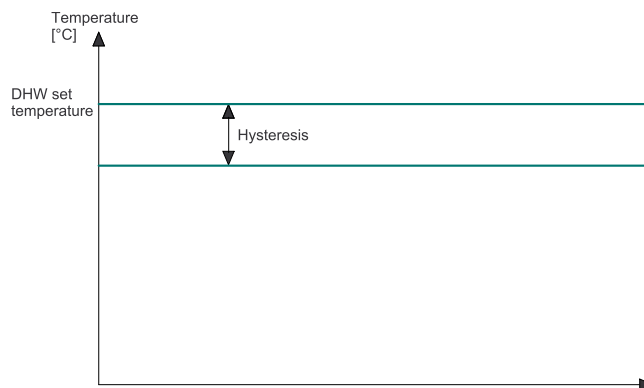 Temperature
[°C]
DHW set
temperature
Hysteresis